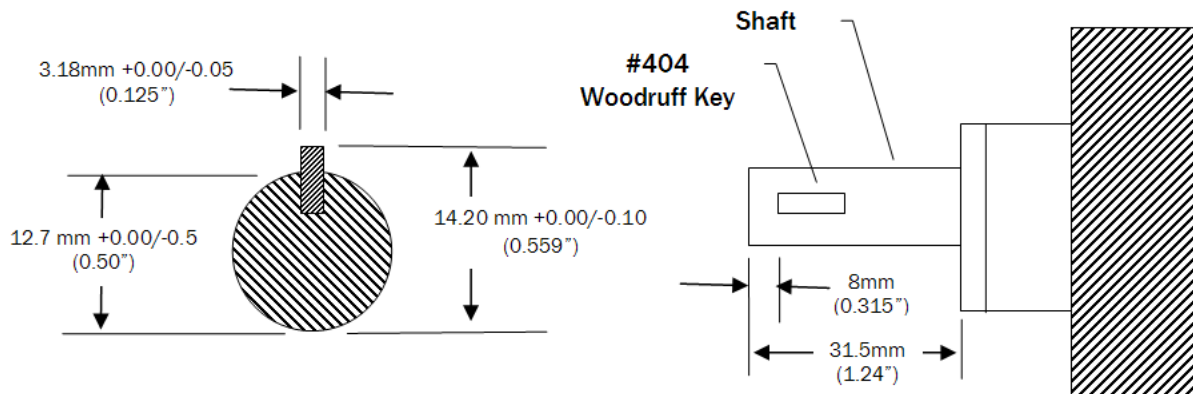 3.18mm +0.00/-0.05
(0.125”)
12.7 mm +0.00/-0.5
(0.50”)
14.20 mm +0.00/-0.10
(0.559”)
Shaft
#404
Woodruff Key
8mm
(0.315”)
31.5mm
(1.24”)